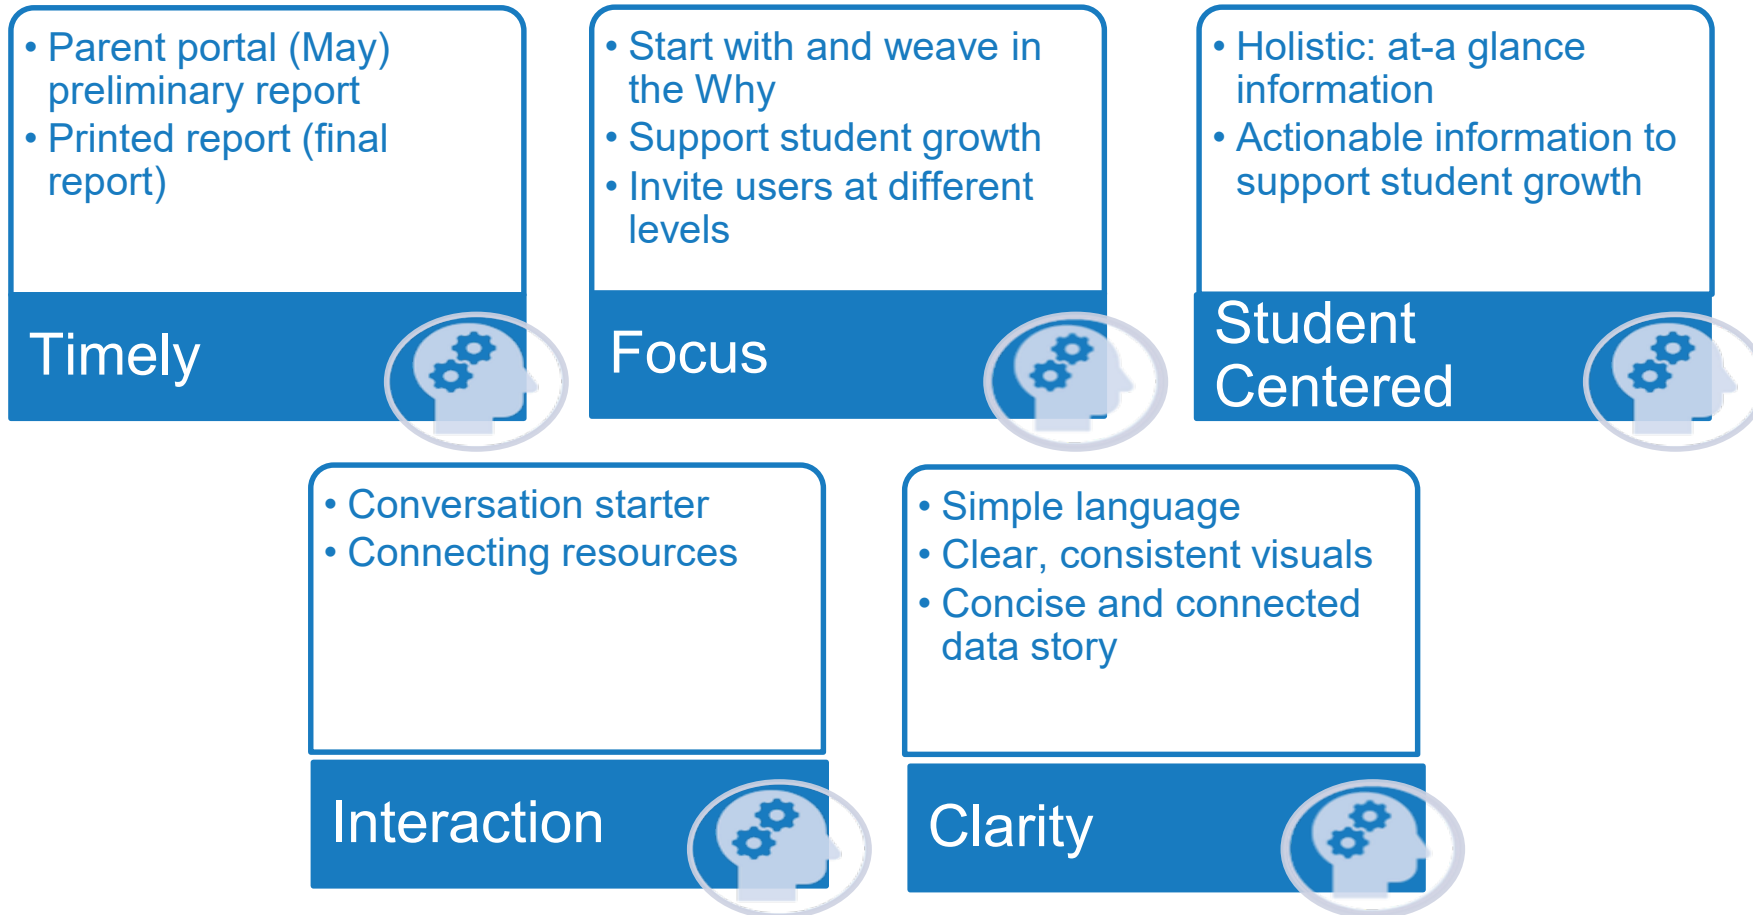 • Parent portal (May)
preliminary report
• Printed report (final
report)
Timely
• Start with and weave in
the Why
• Support student growth
• Invite users at different
levels
Focus
• Holistic: at-a glance
information
• Actionable information to
support student growth
Student
Centered
• Conversation starter
• Connecting resources
Interaction
• Simple language
• Clear, consistent visuals
• Concise and connected
data story
Clarity